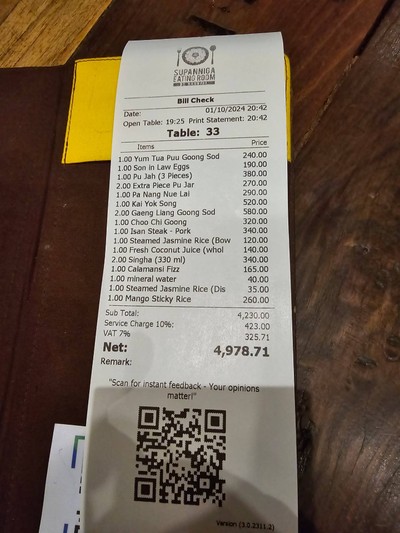 SUPANNIGA
EATING ROOM
Bill Check
Date: 01/10/2024 20:42
Open Table: 19:25 Print Statement: 20:42
Table: 33
Items Price
1.00 Yum Tua Puu Goong Sod 240.00
1.00 Son in Law Eggs 190.00
1.00 Pu Jah (3 Pieces) 380.00
2.00 Extra Piece Pu Jar 270.00
1.00 Pa Nang Nue Lai 290.00
1.00 Kai Yok Song 520.00
2.00 Gaeng Liang Goong Sod 580.00
1.00 Choo Chi Goong 320.00
1.00 Isan Steak - Pork 340.00
1.00 Steamed Jasmine Rice (Bow 120.00
1.00 Fresh Coconut Juice (whol 140.00
2.00 Singha (330 ml) 340.00
1.00 Calamansi Fizz 165.00
1.00 mineral water 40.00
1.00 Steamed Jasmine Rice (Dis 35.00
1.00 Mango Sticky Rice 260.00
Sub Total: 4,230.00
Service Charge 10%: 423.00
VAT 7% 325.71
Net: 4,978.71
Remark:
"Scan for instant feedback - Your opinions
matter!"
Version (3.0.2311.2)